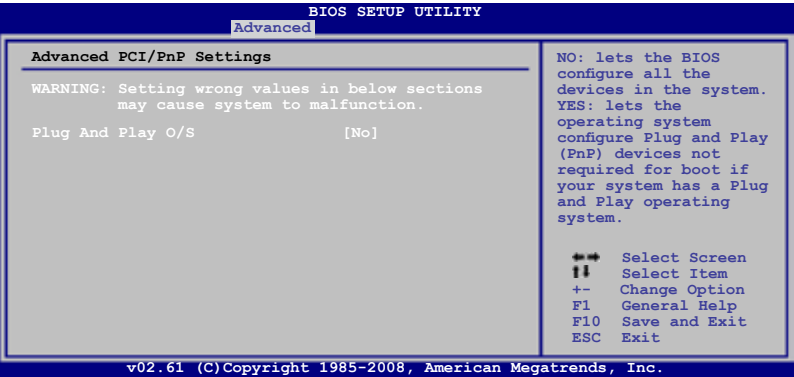 BIOS SETUP UTILITY
Advanced
Advanced PCI/PnP Settings
WARNING: Setting wrong values in below sections
may cause system to malfunction.
Plug And Play O/S [No]
NO: lets the BIOS
configure all the
devices in the system.
YES: lets the
operating system
configure Plug and Play
(PnP) devices not
required for boot if
your system has a Plug
and Play operating
system.
←→ Select Screen
↑↓ Select Item
+- Change Option
F1 General Help
F10 Save and Exit
ESC Exit
v02.61 (C)Copyright 1985-2008, American Megatrends, Inc.